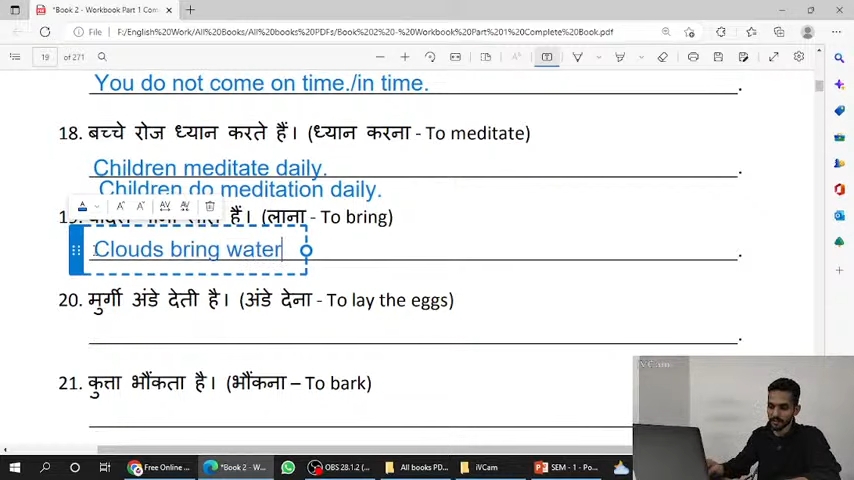 *Book 2 - Workbook Part 1 Com
File F:/English%20Work/All%20books%20PDFs/Book%202%20-%20Workbook%20Part%201%20Complete%20Book.pdf
19 of 271
You do not come on time./in time.
18. बच्चे रोज ध्यान करते हैं। (ध्यान करना - To meditate)
Children meditate daily.
Children do meditation daily.
हैं। (लाना - To bring)
Clouds bring water
20. मुर्गी अंडे देती है। (अंडे देना - To lay the eggs)
21. कुत्ता भौंकता है। (भौंकना – To bark)
iVCam
Free Online ...
*Book 2 - W...
OBS 28.1.2 (...
All books PD...
iVCam
SEM - 1 - Po...